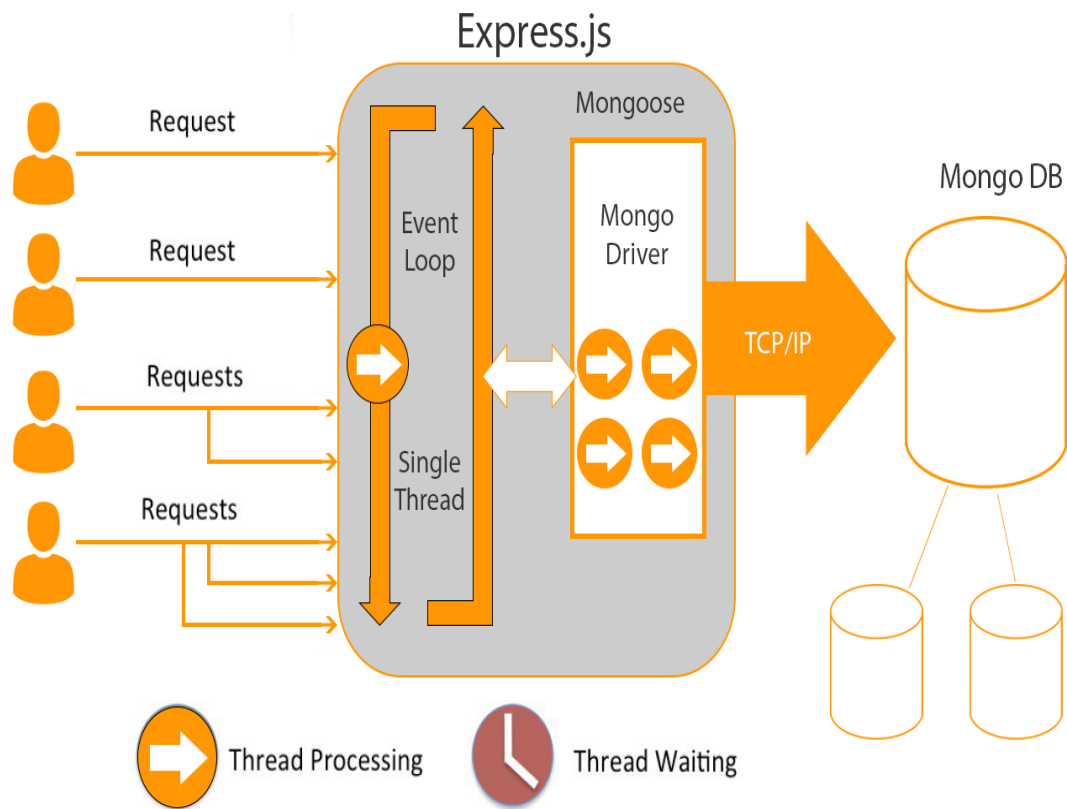 Express.js
Mongoose
Request
Request
Requests
Requests
Event
Loop
Single
Thread
Mongo
Driver
TCP/IP
Mongo DB
Thread Processing
Thread Waiting